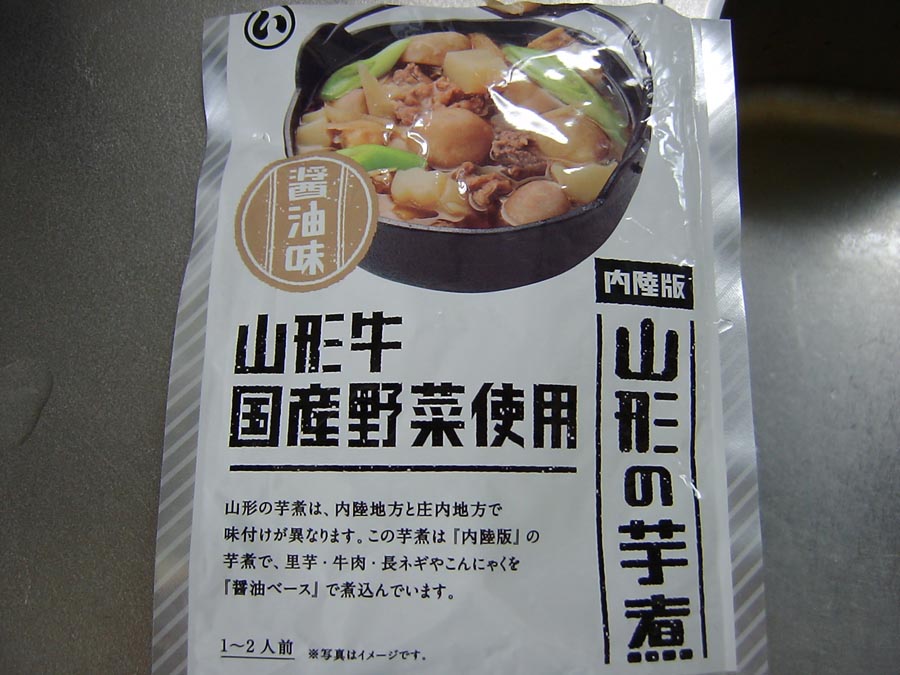 い
醤油味
内陸版
山形の芋煮
山形牛
国産野菜使用
山形の芋煮は、内陸地方と庄内地方で
味付けが異なります。この芋煮は『内陸版』の
芋煮で、里芋・牛肉・長ネギやこんにゃくを
『醤油ベース』で煮込んでいます。
1〜2人前
※写真はイメージです。